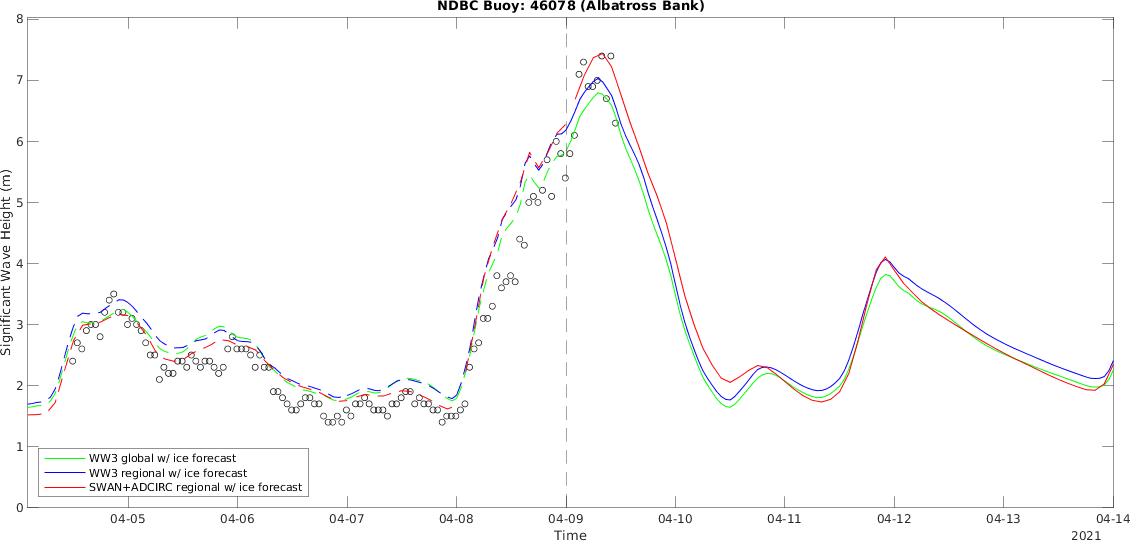 NDBC Buoy: 46078 (Albatross Bank)
8
7
6
5
4
3
2
1
0
Significant Wave Height (m)
WW3 global w/ ice forecast
WW3 regional w/ ice forecast
SWAN+ADCIRC regional w/ ice forecast
04-05 04-06 04-07 04-08 04-09 04-10 04-11 04-12 04-13 04-14
Time
2021